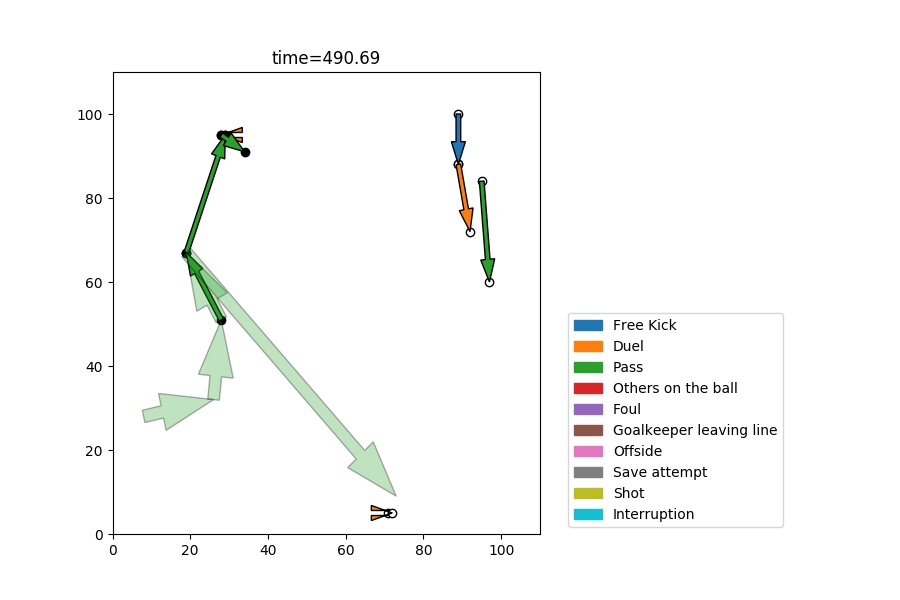 time=490.69
100
80
60
40
20
0
0 20 40 60 80 100
Free Kick
Duel
Pass
Others on the ball
Foul
Goalkeeper leaving line
Offside
Save attempt
Shot
Interruption